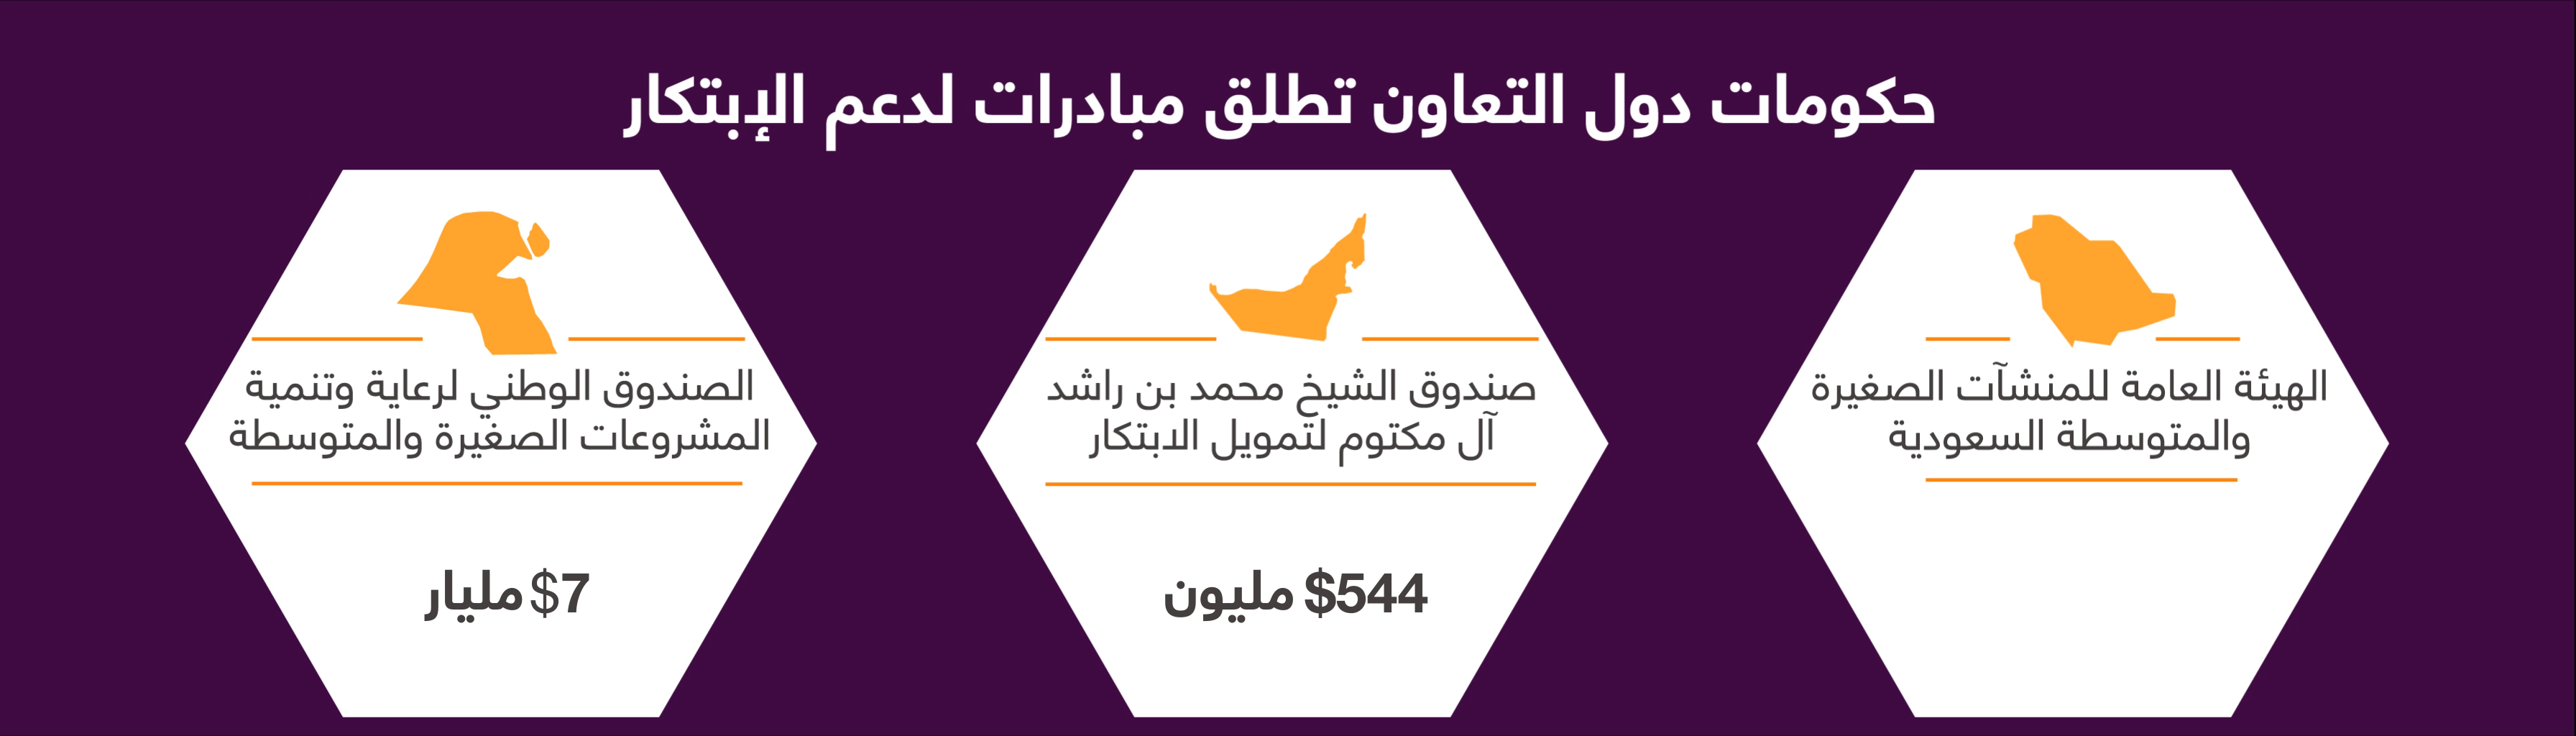 حكومات دول التعاون تطلق مبادرات لدعم الإبتكار
الهيئة العامة للمنشآت الصغيرة
والمتوسطة السعودية
صندوق الشيخ محمد بن راشد
آل مكتوم لتمويل الابتكار
544$ مليون
الصندوق الوطني لرعاية وتنمية
المشروعات الصغيرة والمتوسطة
7$ مليار